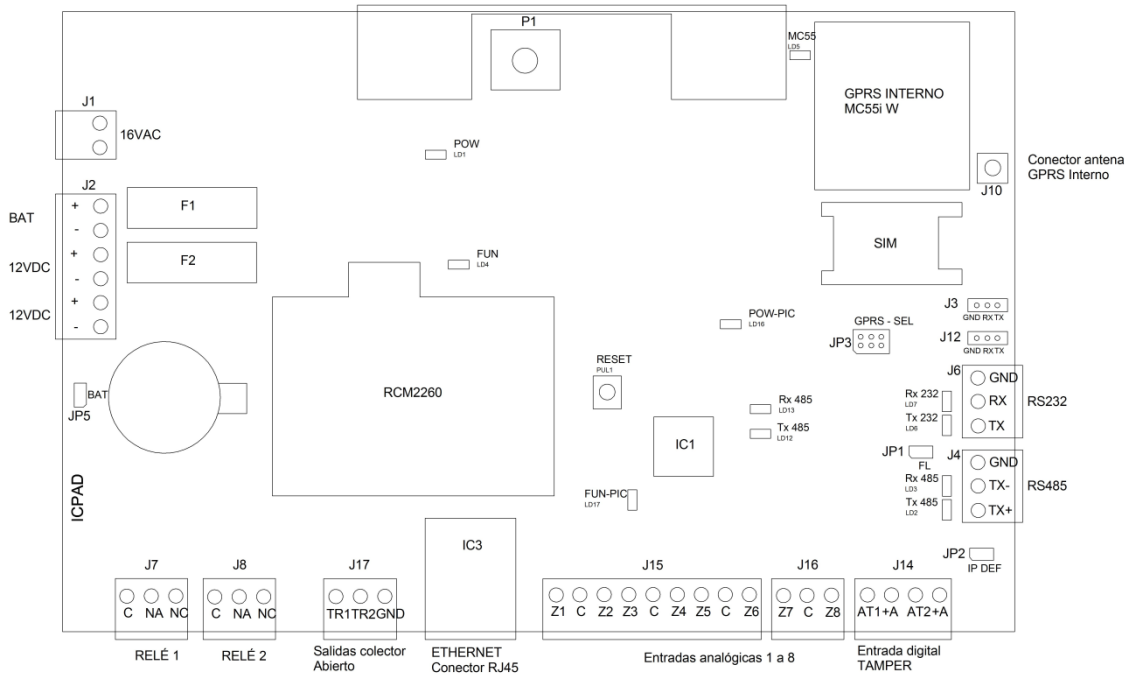 P1
MC55
LD5
GPRS INTERNO
MC55i W
J1
16VAC
POW
LD1
Conector antena
GPRS Interno
J10
J2
BAT
+
-
12VDC
+
-
12VDC
+
-
F1
F2
SIM
FUN
LD4
J3
GND RX TX
POW-PIC
LD16
GPRS - SEL
JP3
J12
GND RX TX
RESET
PUL1
J6
GND
RX
TX
RS232
BAT
JP5
RCM2260
Rx 232
LD7
Tx 232
LD6
Rx 485
LD13
Tx 485
LD12
IC1
JP1
FL
J4
GND
TX-
TX+
RS485
Rx 485
LD3
Tx 485
LD2
ICPAD
FUN-PIC
LD17
IC3
JP2
IP DEF
J7
C NA NC
RELÉ 1
J8
C NA NC
RELÉ 2
J17
TR1TR2GND
Salidas colector
Abierto
ETHERNET
Conector RJ45
J15
Z1 C Z2 Z3 C Z4 Z5 C Z6
J16
Z7 C Z8
Entradas analógicas 1 a 8
J14
AT1+A AT2+A
Entrada digital
TAMPER